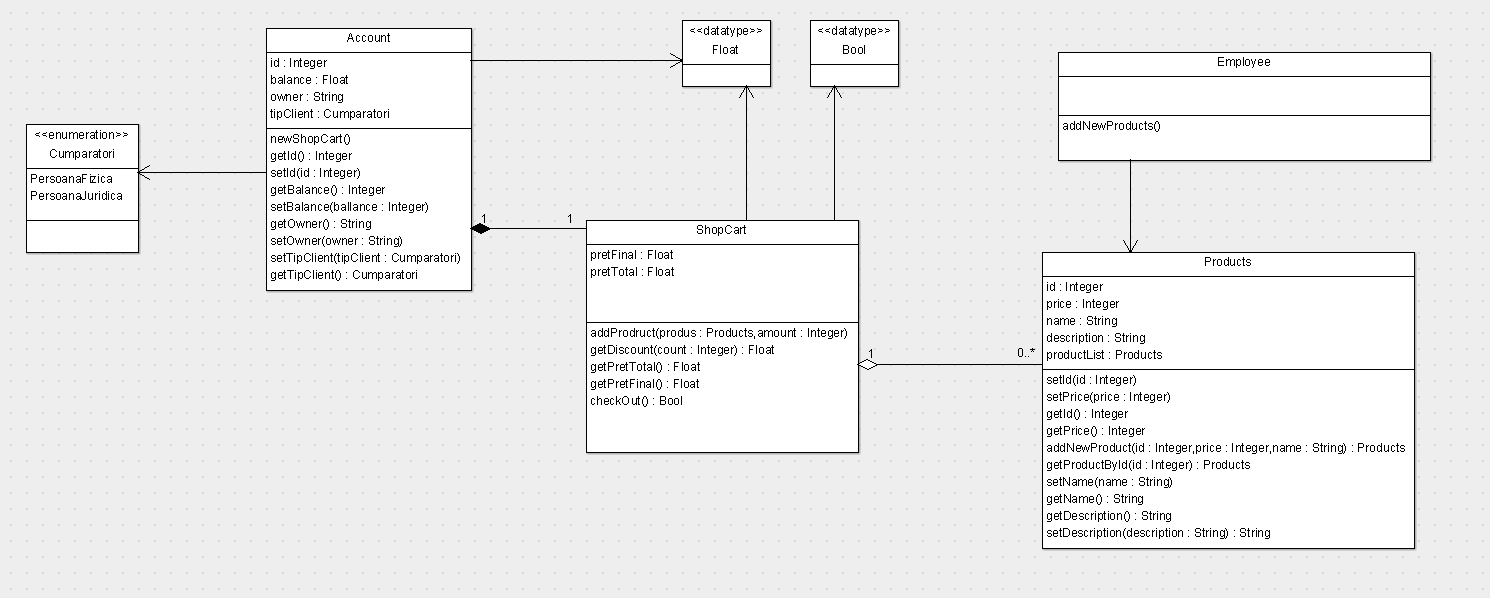 <<enumeration>>
Cumparatori
PersoanaFizica
PersoanaJuridica
Account
id : Integer
balance : Float
owner : String
tipClient : Cumparatori
newShopCart()
getId() : Integer
setId(id : Integer)
getBalance() : Integer
setBalance(ballance : Integer)
getOwner() : String
setOwner(owner : String)
setTipClient(tipClient : Cumparatori)
getTipClient() : Cumparatori
1
1
<<datatype>>
Float
<<datatype>>
Bool
ShopCart
pretFinal : Float
pretTotal : Float
addProdruct(produs : Products,amount : Integer)
getDiscount(count : Integer) : Float
getPretTotal() : Float
getPretFinal() : Float
checkOut() : Bool
1
0..*
Employee
addNewProducts()
Products
id : Integer
price : Integer
name : String
description : String
productList : Products
setId(id : Integer)
setPrice(price : Integer)
getId() : Integer
getPrice() : Integer
addNewProduct(id : Integer,price : Integer,name : String) : Products
getProductById(id : Integer) : Products
setName(name : String)
getName() : String
getDescription() : String
setDescription(description : String) : String